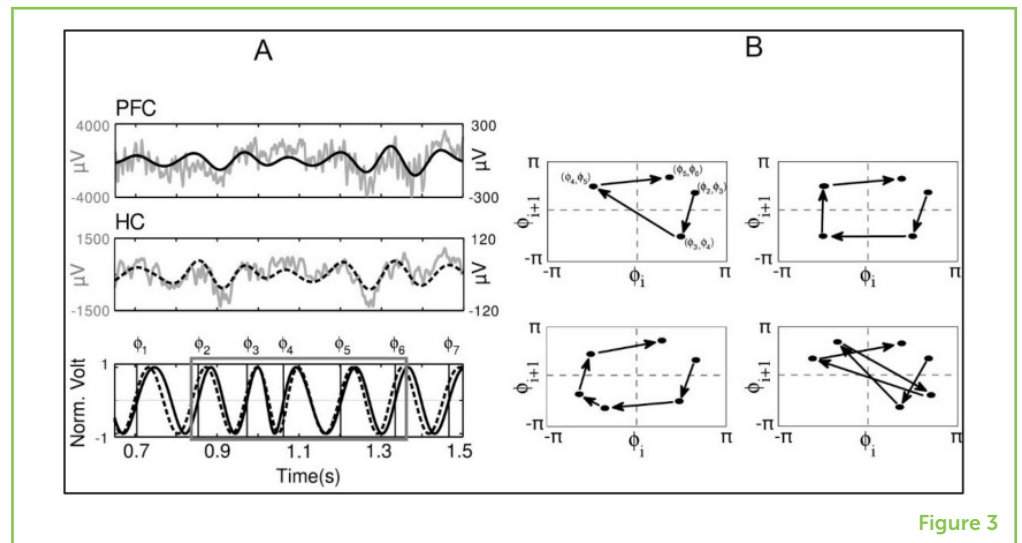 A
B
PFC
4000
μV
-4000
300
μV
-300
HC
1500
μV
-1500
120
μV
-120
ϕ1 ϕ2 ϕ3 ϕ4 ϕ5 ϕ6 ϕ7
Norm. Volt
1
-1
0.7 0.9 1.1 1.3 1.5
Time(s)
π
ϕi+1
-π
(ϕ4,ϕ5)
(ϕ5,ϕ6)
(ϕ2,ϕ3)
(ϕ3,ϕ4)
-π ϕi π
π
ϕi+1
-π
-π ϕi π
π
ϕi+1
-π
-π ϕi π
π
ϕi+1
-π
-π ϕi π
Figure 3